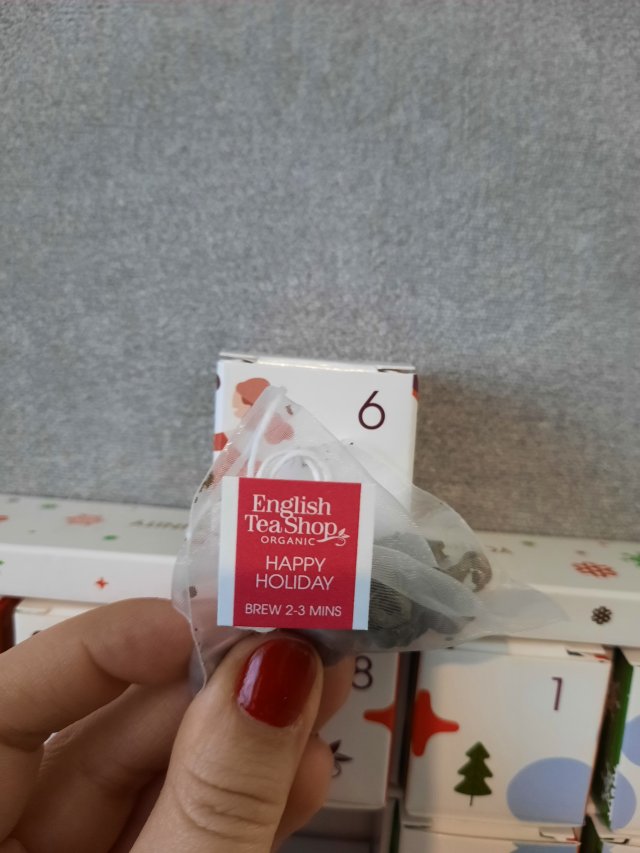 6
English
Tea Shop
ORGANIC
HAPPY
HOLIDAY
BREW 2-3 MINS
8
1